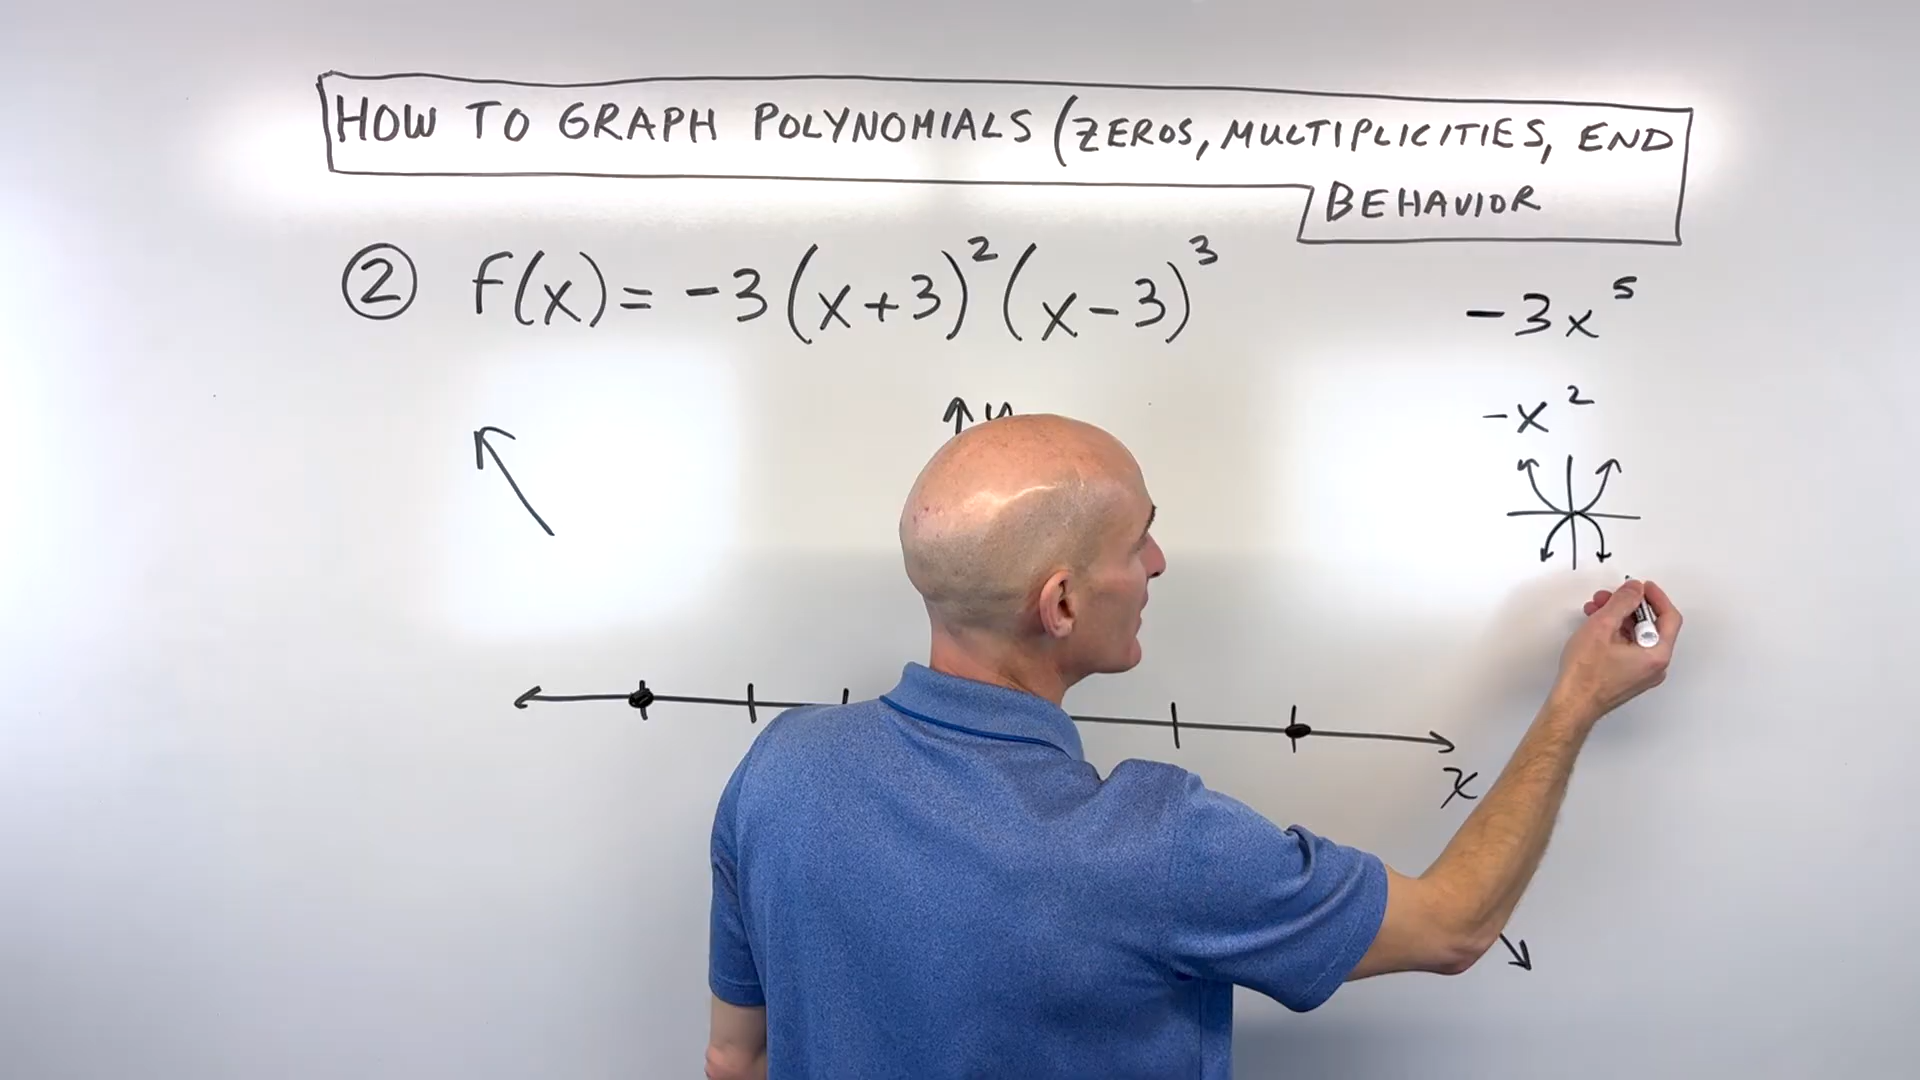 HOW TO GRAPH POLYNOMIALS (ZEROS, MULTIPLICITIES, END
BEHAVIOR
② f(x) = -3(x+3)²(x-3)³
-3x⁵
-x²
y
x